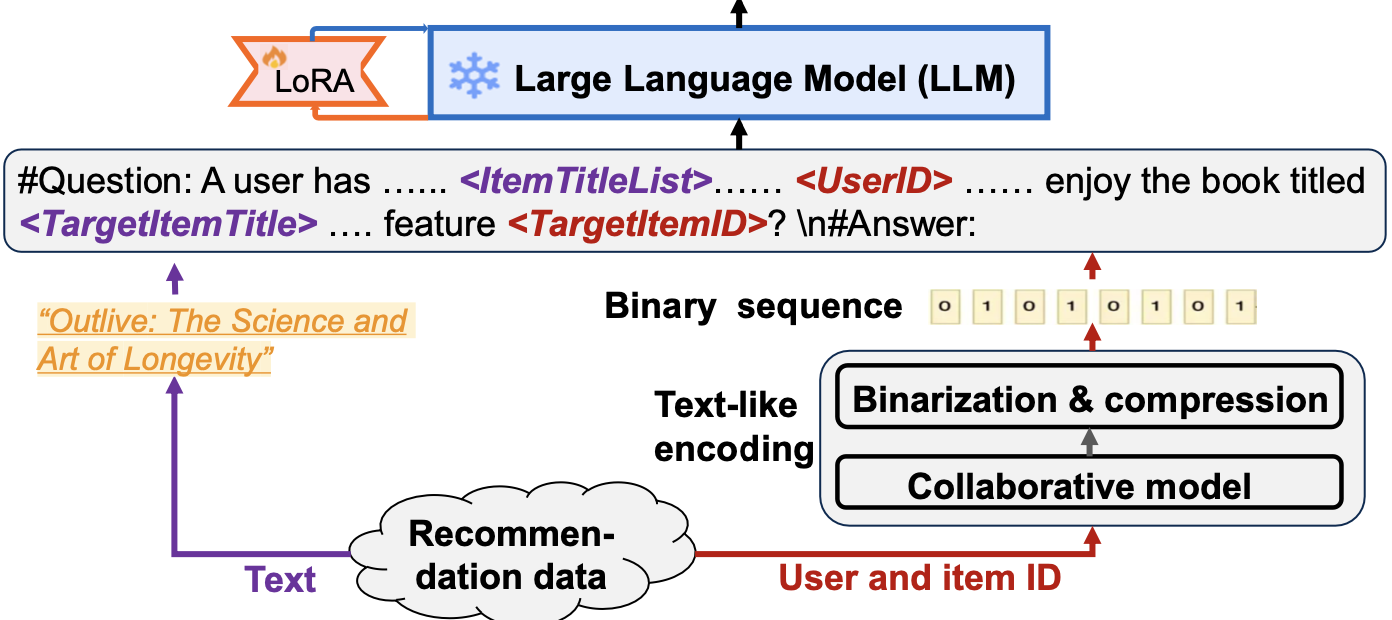 LoRA
Large Language Model (LLM)
#Question: A user has …... <ItemTitleList>…… <UserID> …… enjoy the book titled
<TargetItemTitle> …. feature <TargetItemID>? \n#Answer:
“Outlive: The Science and
Art of Longevity”
Binary sequence 0 1 0 1 0 1 0 1
Text-like
encoding
Binarization & compression
Collaborative model
Recommen-
dation data
Text
User and item ID